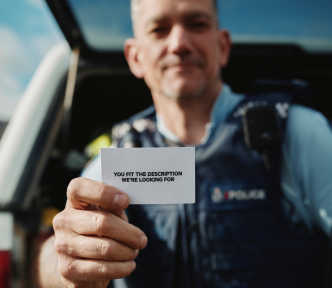 YOU FIT THE DESCRIPTION
WE'RE LOOKING FOR
POLICE